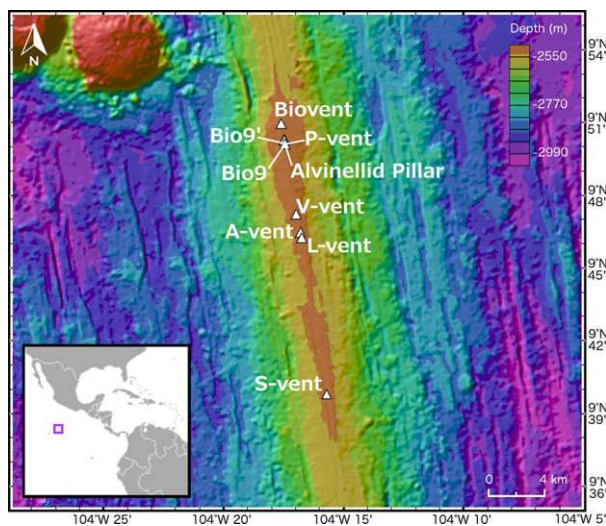 Depth (m)
-2550
-2770
-2990
N
Biovent
Bio9'
P-vent
Bio9
Alvinellid Pillar
V-vent
A-vent
L-vent
S-vent
0 4 km
9°N
54'
9°N
51'
9°N
48'
9°N
45'
9°N
42'
9°N
39'
9°N
36'
104°W 25' 104°W 20' 104°W 15' 104°W 10' 104°W 5'